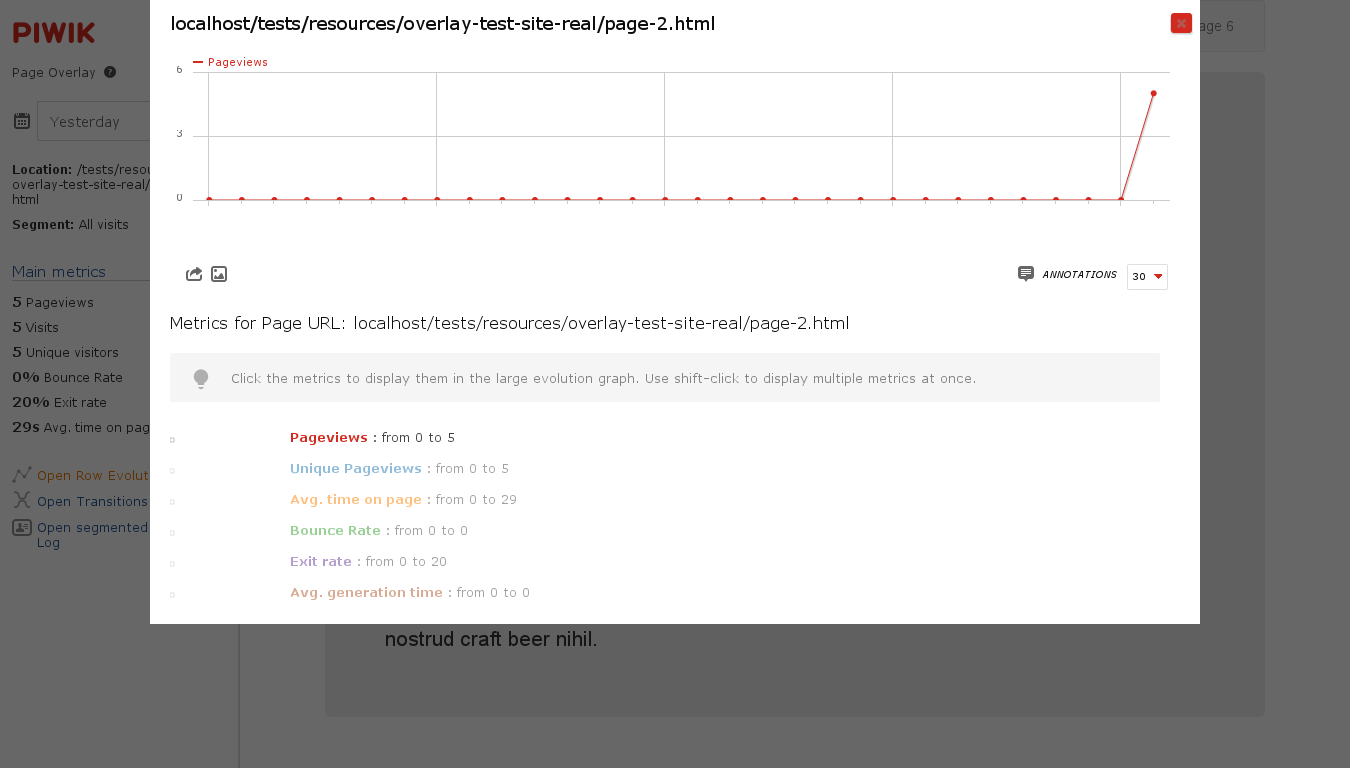 PIWIK
Page Overlay ?
Yesterday
Location: /tests/resou
overlay-test-site-real/
html
Segment: All visits
Main metrics
5 Pageviews
5 Visits
5 Unique visitors
0% Bounce Rate
20% Exit rate
29s Avg. time on pag
Open Row Evolut
Open Transitions
Open segmented
Log
localhost/tests/resources/overlay-test-site-real/page-2.html
age 6
Pageviews
6
3
0
ANNOTATIONS 30
Metrics for Page URL: localhost/tests/resources/overlay-test-site-real/page-2.html
Click the metrics to display them in the large evolution graph. Use shift-click to display multiple metrics at once.
Pageviews : from 0 to 5
Unique Pageviews : from 0 to 5
Avg. time on page : from 0 to 29
Bounce Rate : from 0 to 0
Exit rate : from 0 to 20
Avg. generation time : from 0 to 0
nostrud craft beer nihil.